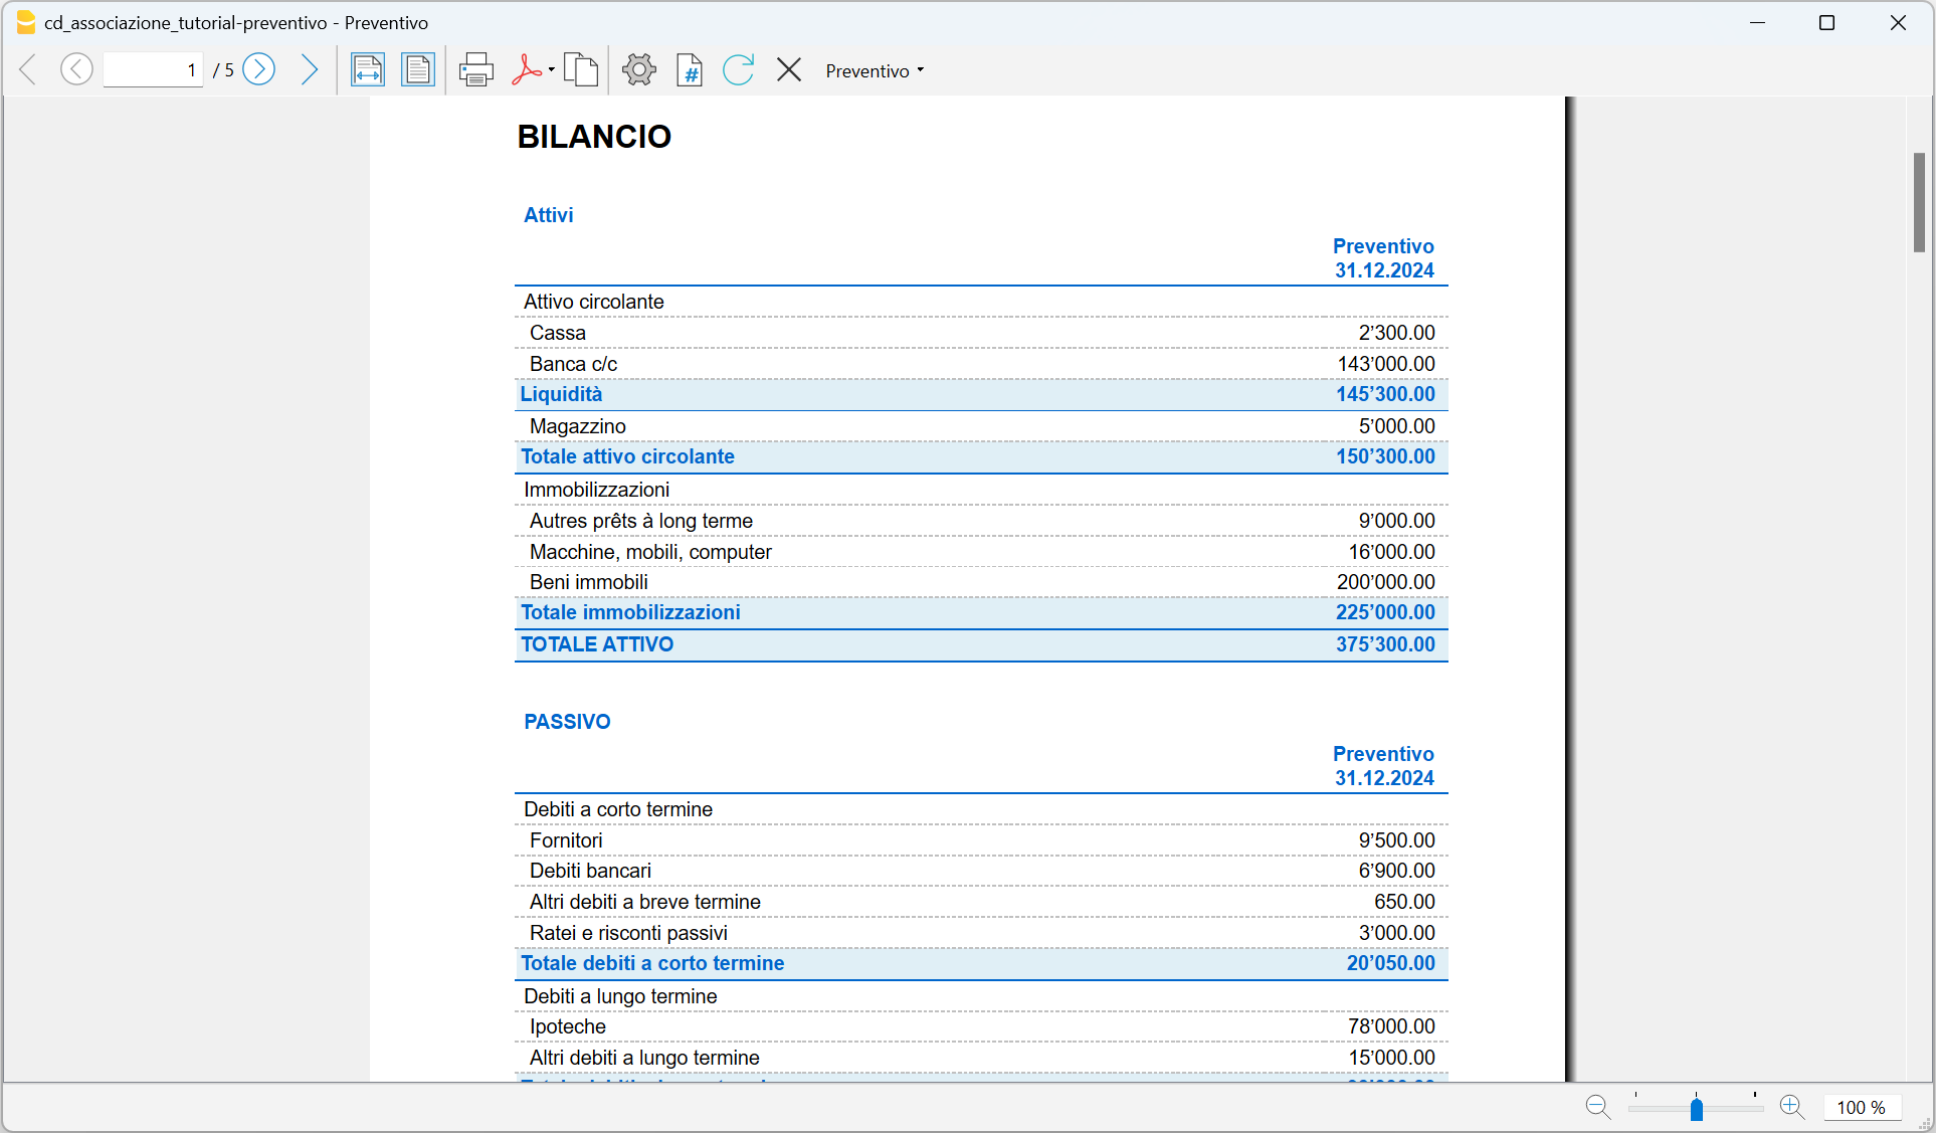 cd_associazione_tutorial-preventivo - Preventivo
1 / 5 # Preventivo
BILANCIO
Attivi
Preventivo
31.12.2024
Attivo circolante
Cassa 2’300.00
Banca c/c 143’000.00
Liquidità 145’300.00
Magazzino 5’000.00
Totale attivo circolante 150’300.00
Immobilizzazioni
Autres prêts à long terme 9’000.00
Macchine, mobili, computer 16’000.00
Beni immobili 200’000.00
Totale immobilizzazioni 225’000.00
TOTALE ATTIVO 375’300.00
PASSIVO
Preventivo
31.12.2024
Debiti a corto termine
Fornitori 9’500.00
Debiti bancari 6’900.00
Altri debiti a breve termine 650.00
Ratei e risconti passivi 3’000.00
Totale debiti a corto termine 20’050.00
Debiti a lungo termine
Ipoteche 78’000.00
Altri debiti a lungo termine 15’000.00
100 %